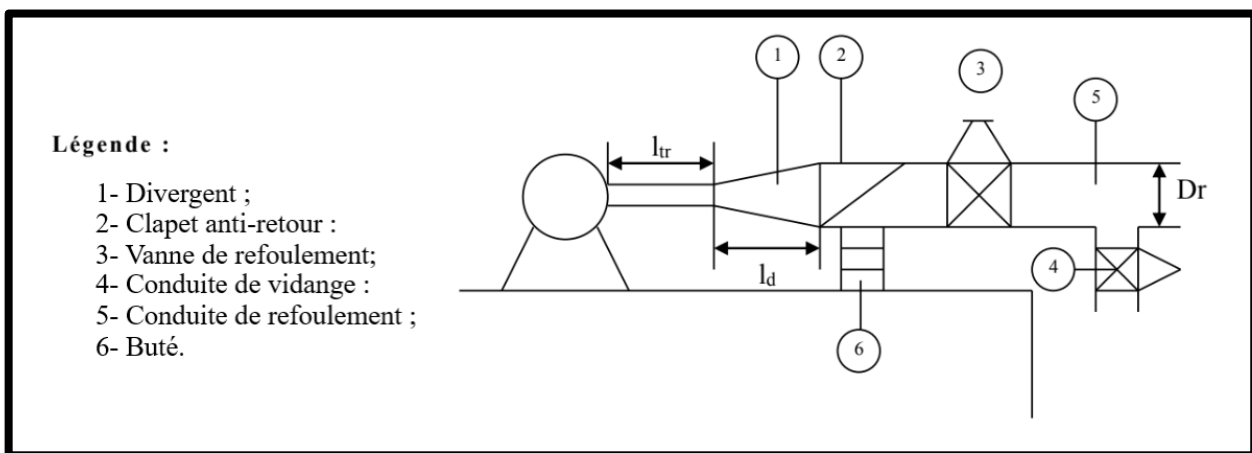 Légende :
1- Divergent ;
2- Clapet anti-retour :
3- Vanne de refoulement;
4- Conduite de vidange :
5- Conduite de refoulement ;
6- Buté.
1
2
3
5
ltr
Dr
4
ld
6